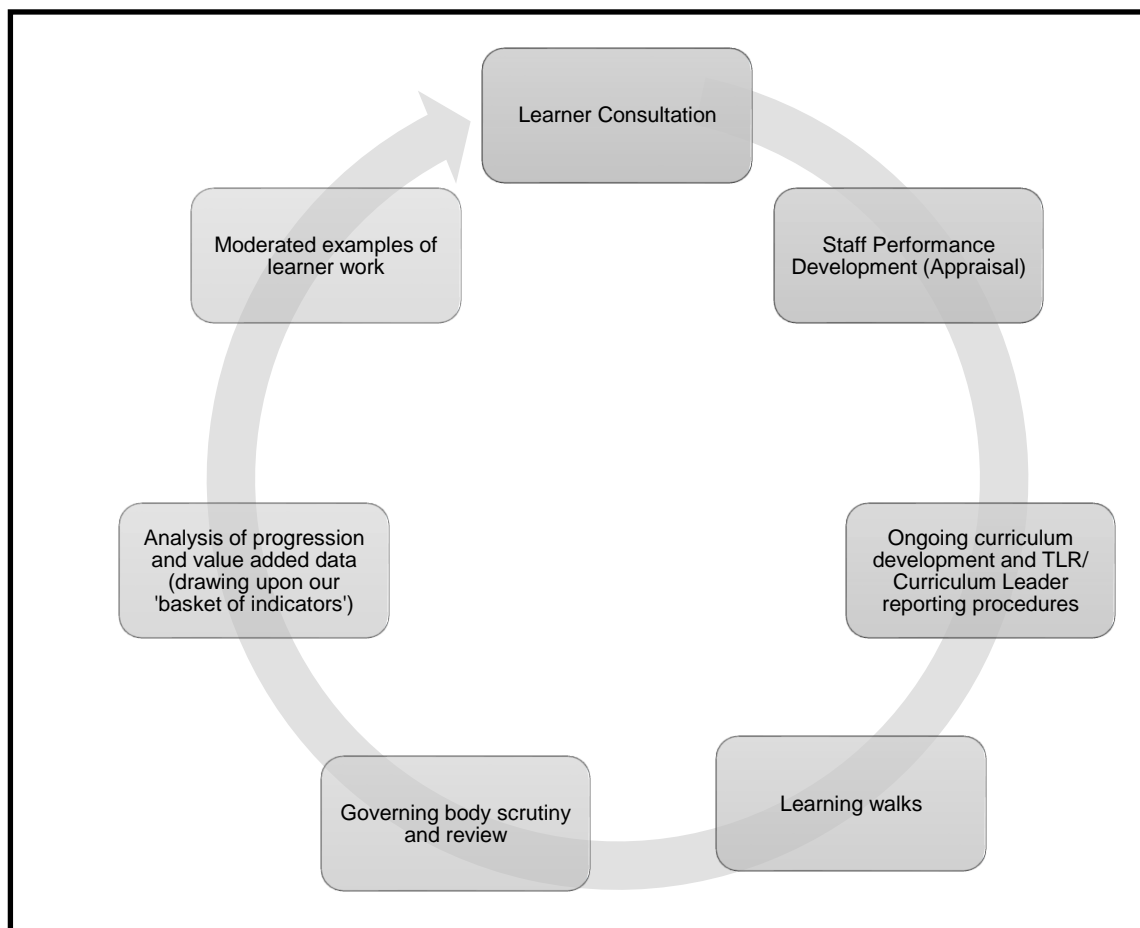 Learner Consultation
Staff Performance
Development (Appraisal)
Ongoing curriculum
development and TLR/
Curriculum Leader
reporting procedures
Learning walks
Governing body scrutiny
and review
Analysis of progression
and value added data
(drawing upon our
'basket of indicators')
Moderated examples of
learner work